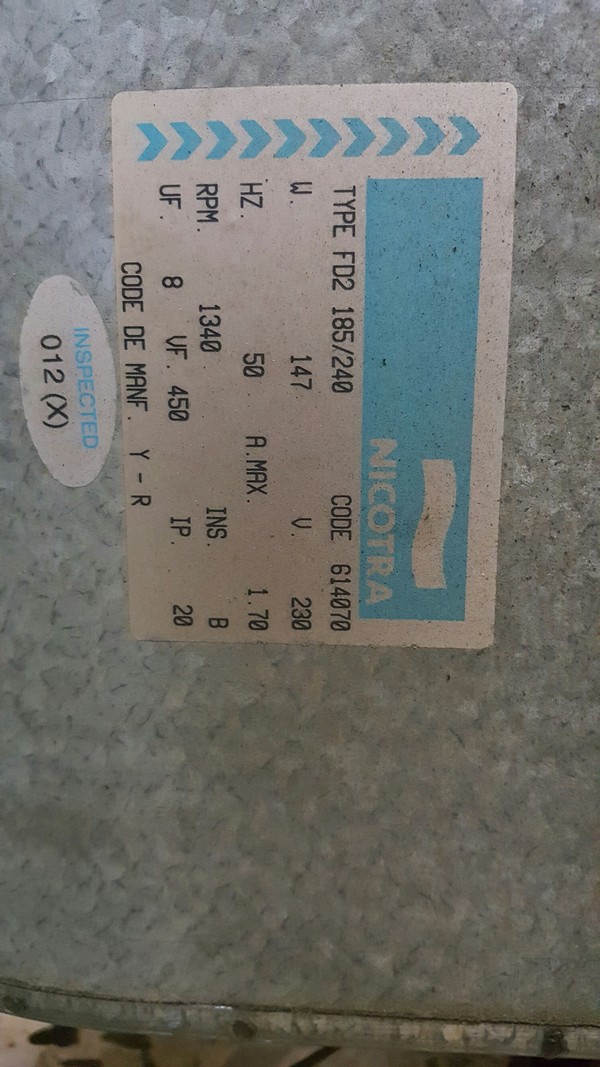 NICOTRA
TYPE FD2 185/240 CODE 614070
W. 147 V. 230
HZ. 50 A.MAX. 1.70
RPM. 1340 INS. B
UF. 8 VF. 450 IP. 20
CODE DE MANF. Y - R
INSPECTED
012 (X)